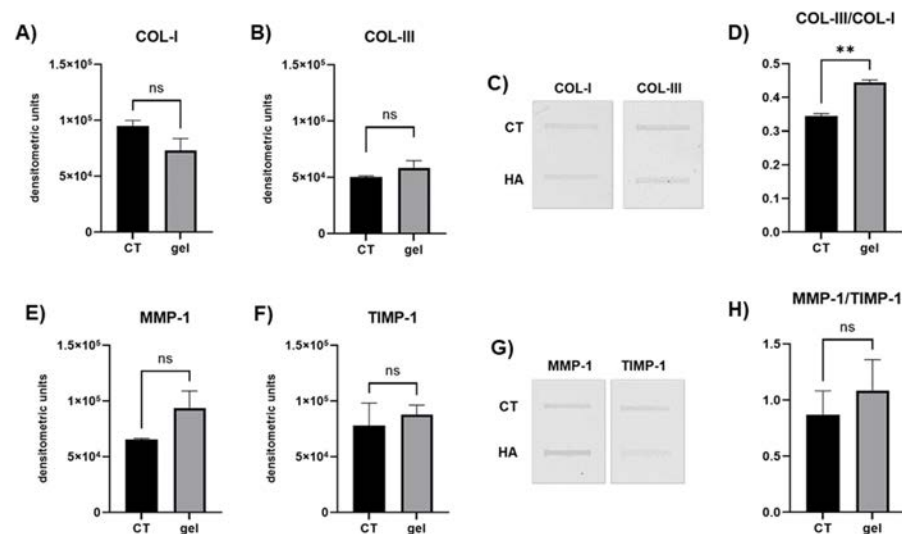 A)
COL-I
densitometric units
1.5×10⁵
1×10⁵
5×10⁴
0
ns
CT gel
B)
COL-III
densitometric units
1.5×10⁵
1×10⁵
5×10⁴
0
ns
CT gel
C)
COL-I COL-III
CT
HA
D)
COL-III/COL-I
0.5
0.4
0.3
0.2
0.1
0.0
**
CT gel
E)
MMP-1
densitometric units
1.5×10⁵
1×10⁵
5×10⁴
0
ns
CT gel
F)
TIMP-1
densitometric units
1.5×10⁵
1×10⁵
5×10⁴
0
ns
CT gel
G)
MMP-1 TIMP-1
CT
HA
H)
MMP-1/TIMP-1
1.5
1.0
0.5
0.0
ns
CT gel